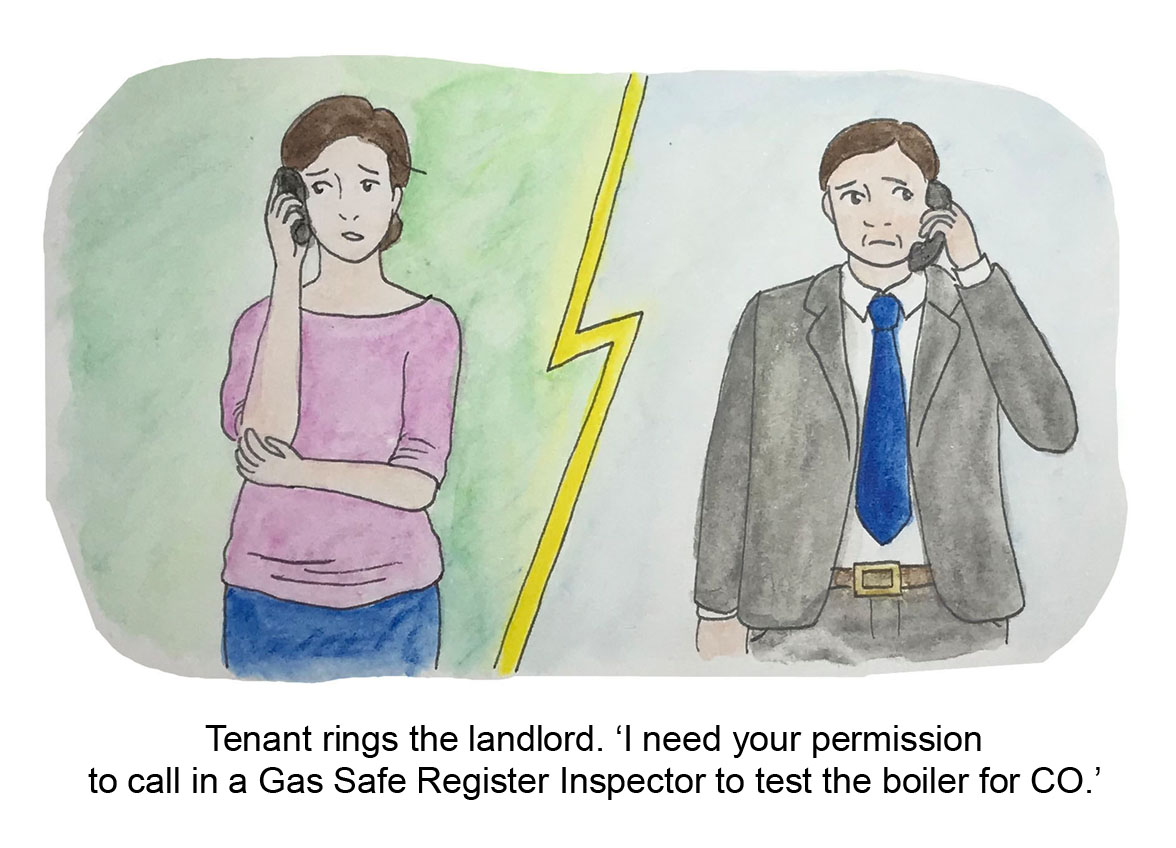 Tenant rings the landlord. ‘I need your permission
to call in a Gas Safe Register Inspector to test the boiler for CO.’